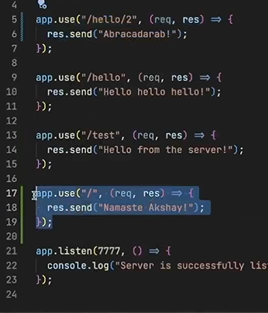 4
5 app.use("/hello/2", (req, res) => {
6 res.send("Abracadarab!");
7 });
8
9 app.use("/hello", (req, res) => {
10 res.send("Hello hello hello!");
11 });
12
13 app.use("/test", (req, res) => {
14 res.send("Hello from the server!");
15 });
16
17 app.use("/", (req, res) => {
18 res.send("Namaste Akshay!");
19 });
20
21 app.listen(7777, () => {
22 console.log("Server is successfully lis
23 });
24